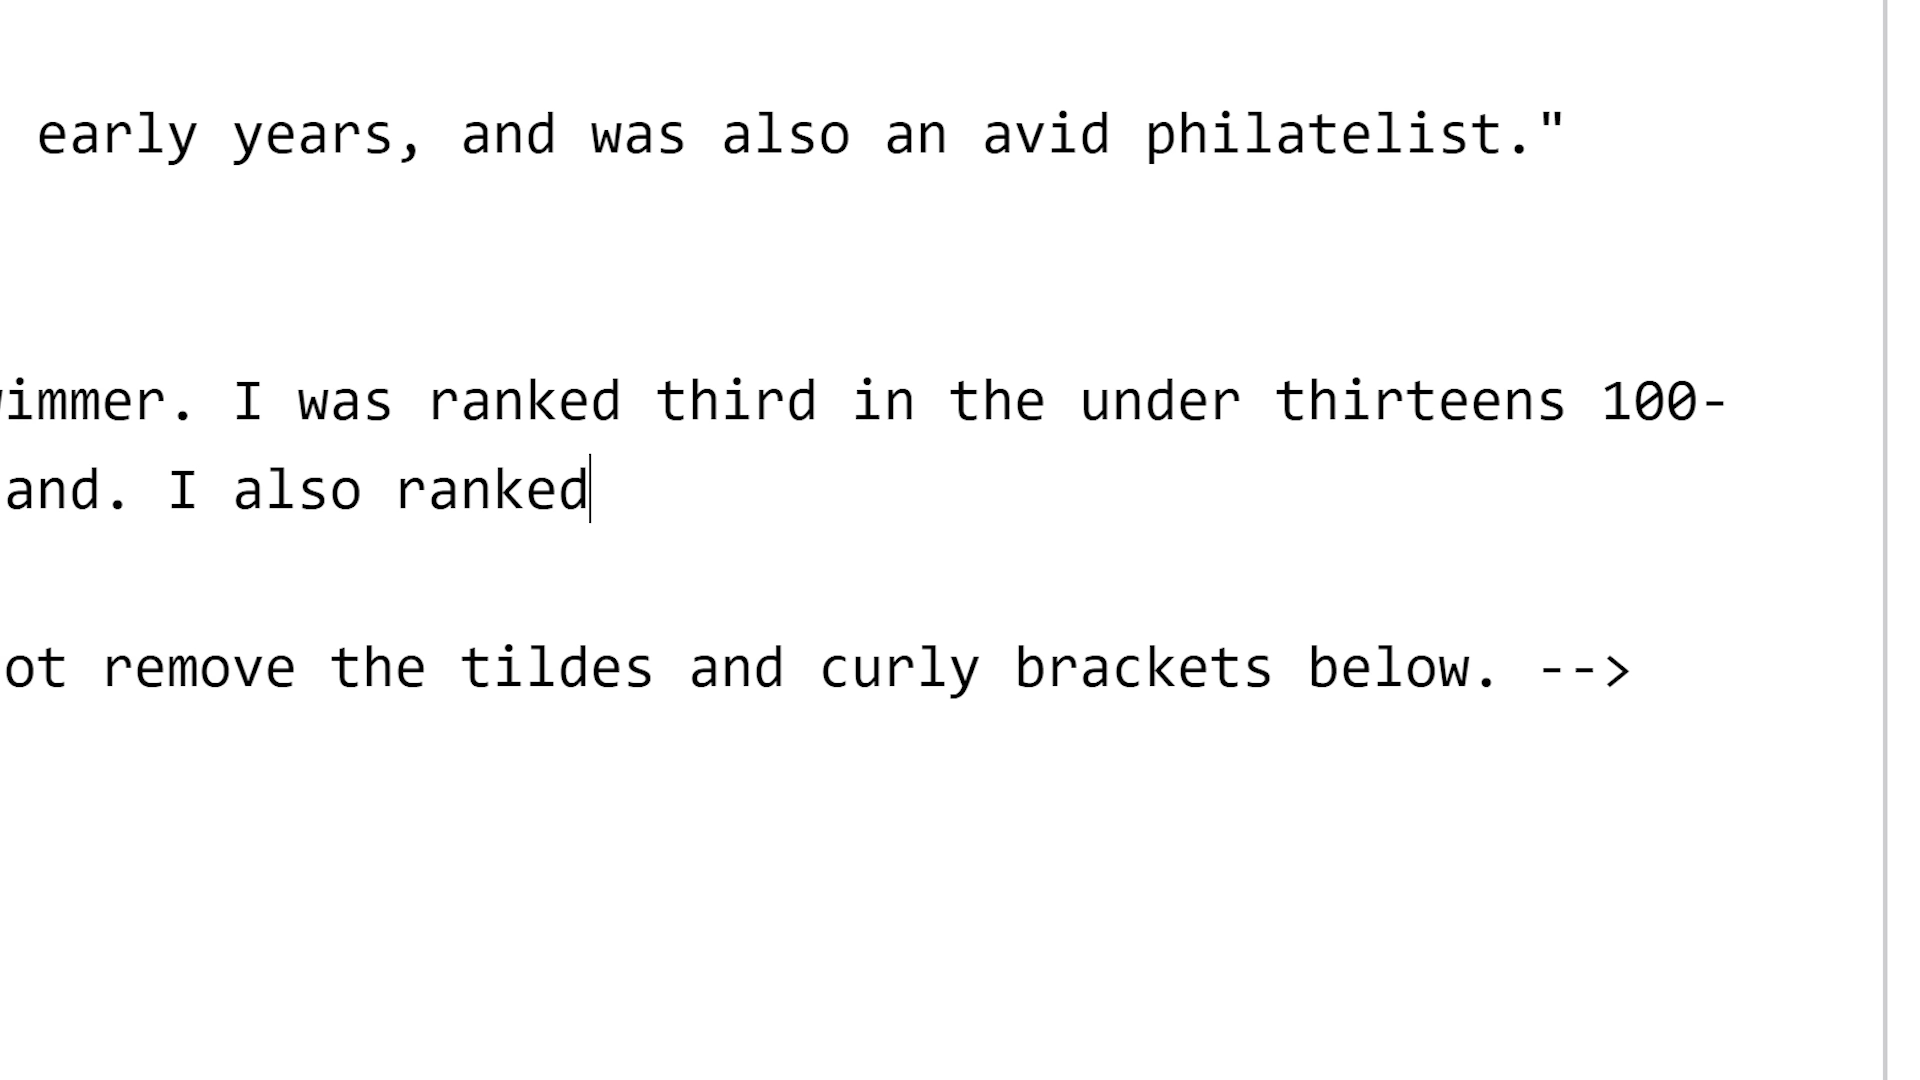 early years, and was also an avid philatelist."
immer. I was ranked third in the under thirteens 100-
and. I also ranked
ot remove the tildes and curly brackets below. -->